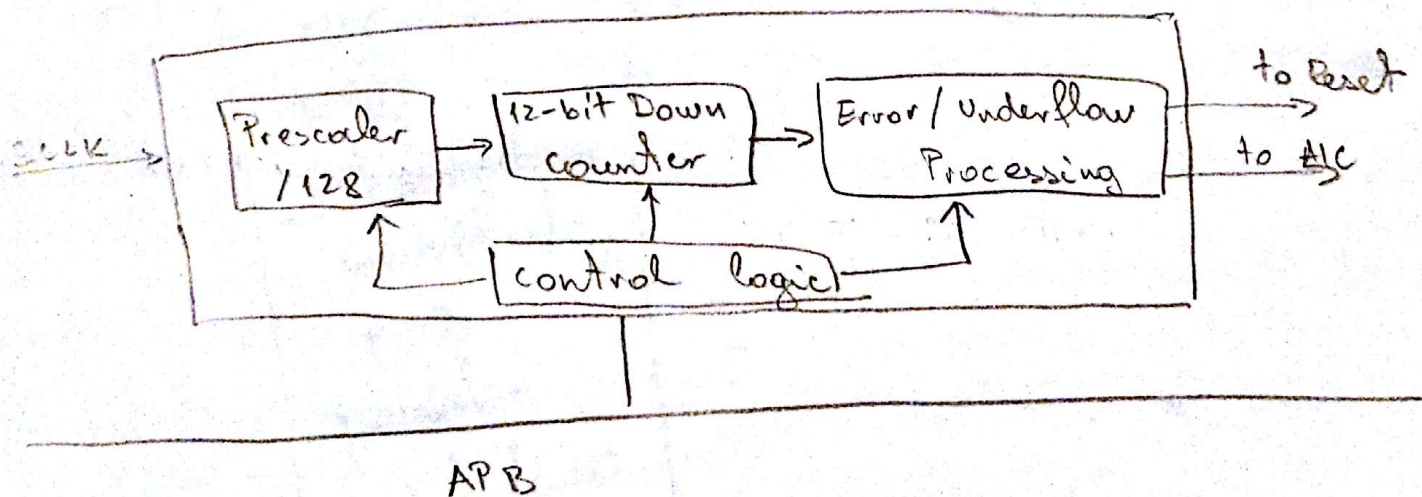 to Reset
Prescaler
/128
12-bit Down
counter
Error/Underflow
Processing
to AIC
control logic
APB